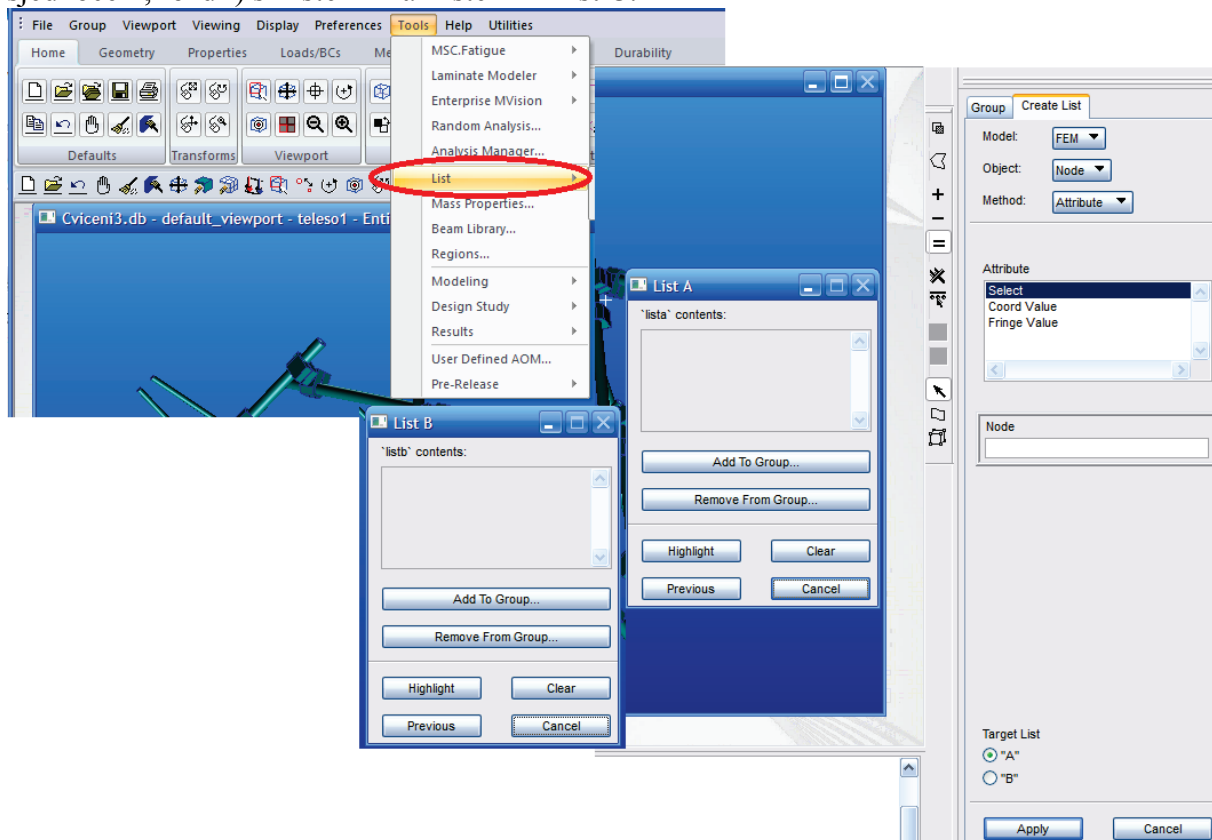 File Group Viewport Viewing Display Preferences Tools Help Utilities
Home Geometry Properties Loads/BCs Me Durability
Defaults Transforms Viewport
MSC.Fatigue
Laminate Modeler
Enterprise MVision
Random Analysis...
Analysis Manager...
List
Mass Properties...
Beam Library...
Regions...
Modeling
Design Study
Results
User Defined AOM...
Pre-Release
Cviceni3.db - default_viewport - teleso1 - Enti
List A
`lista` contents:
Add To Group...
Remove From Group...
Highlight Clear
Previous Cancel
List B
`listb` contents:
Add To Group...
Remove From Group...
Highlight Clear
Previous Cancel
Group Create List
Model: FEM
Object: Node
Method: Attribute
Attribute
Select
Coord Value
Fringe Value
Node
Target List
"A"
"B"
Apply Cancel